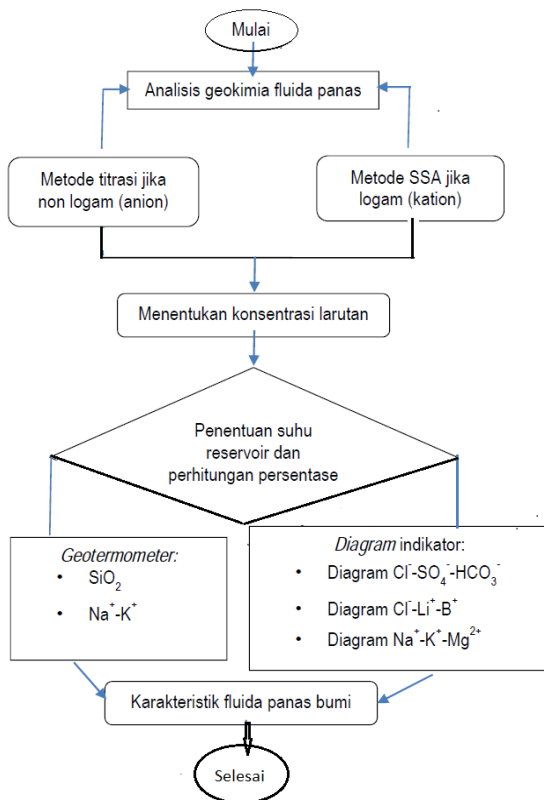 Mulai
Analisis geokimia fluida panas
Metode titrasi jika
non logam (anion)
Metode SSA jika
logam (kation)
Menentukan konsentrasi larutan
Penentuan suhu
reservoir dan
perhitungan persentase
Geotermometer:
• SiO₂
• Na⁺-K⁺
Diagram indikator:
• Diagram Cl⁻-SO₄⁻-HCO₃⁻
• Diagram Cl⁻-Li⁺-B⁺
• Diagram Na⁺-K⁺-Mg²⁺
Karakteristik fluida panas bumi
Selesai